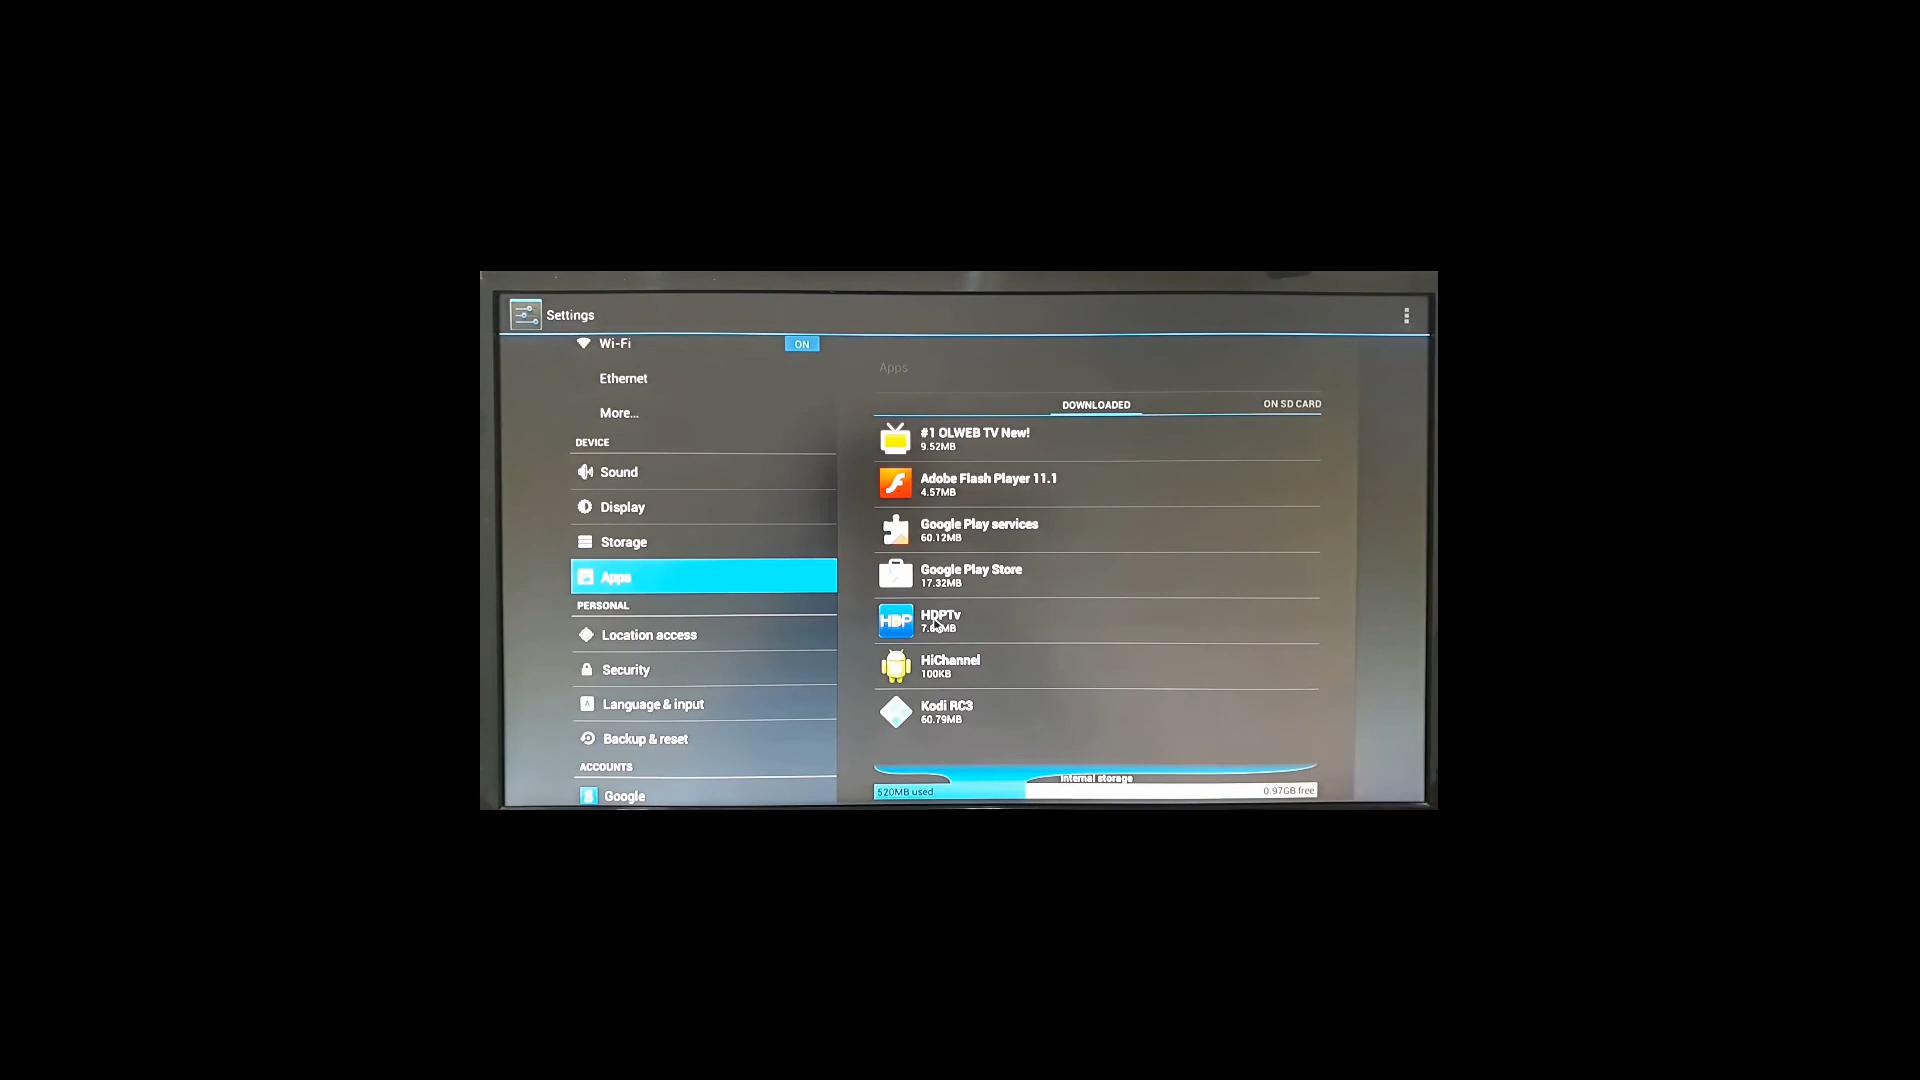 Settings
Wi-Fi
ON
Ethernet
More...
DEVICE
Sound
Display
Storage
Apps
PERSONAL
Location access
Security
Language & input
Backup & reset
ACCOUNTS
Google
Apps
DOWNLOADED
ON SD CARD
#1 OLWEB TV New!
9.52MB
Adobe Flash Player 11.1
4.57MB
Google Play services
60.12MB
Google Play Store
17.32MB
HDP
HDPTv
HiChannel
100KB
Kodi RC3
60.79MB
Internal storage
520MB used
0.97GB free